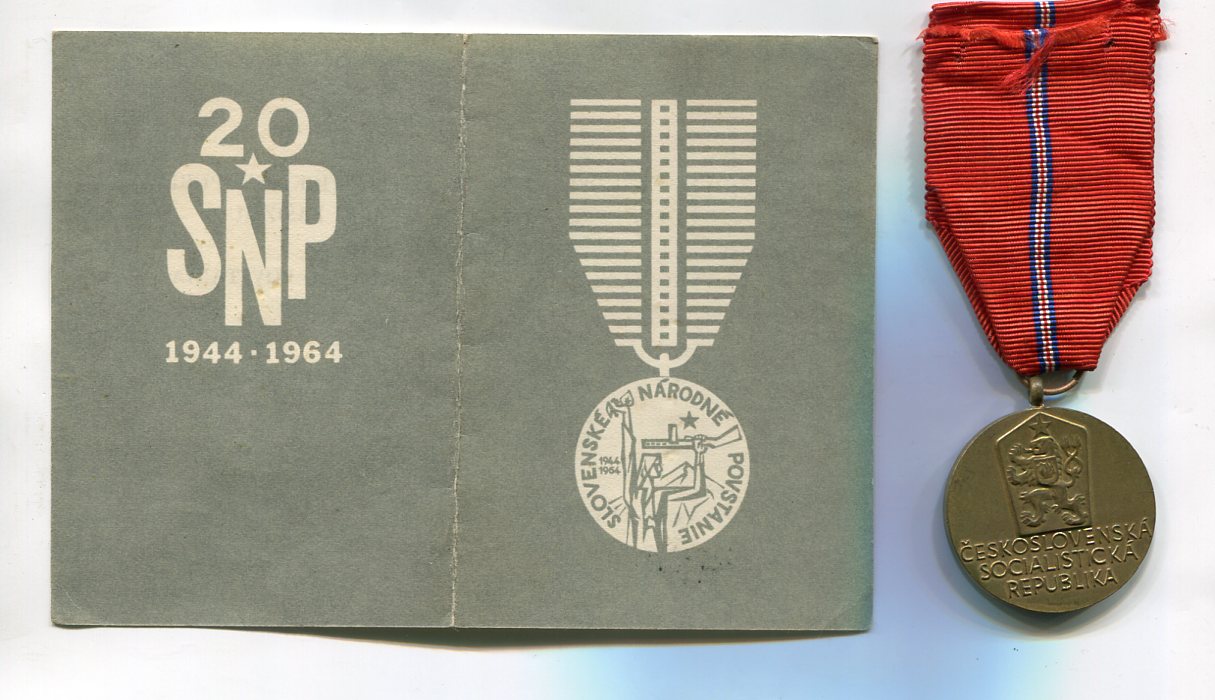 20
SNP
1944 · 1964
SLOVENSKÉ NÁRODNÉ POVSTANIE
1944
1964
ČESKOSLOVENSKÁ
SOCIALISTICKÁ
REPUBLIKA